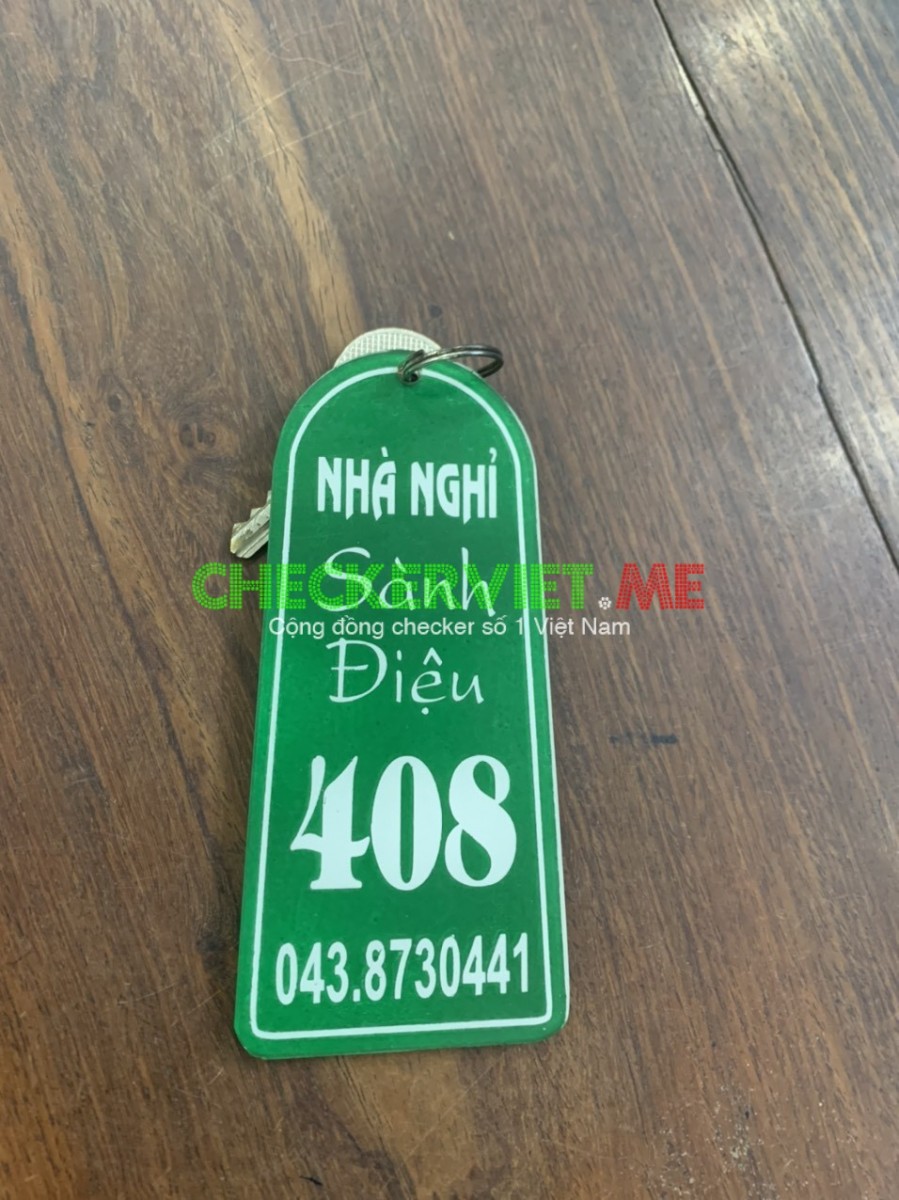 NHÀ NGHỈ
Sành
CHECKERVIET.ME
Cộng đồng checker số 1 Việt Nam
Điệu
408
043.8730441